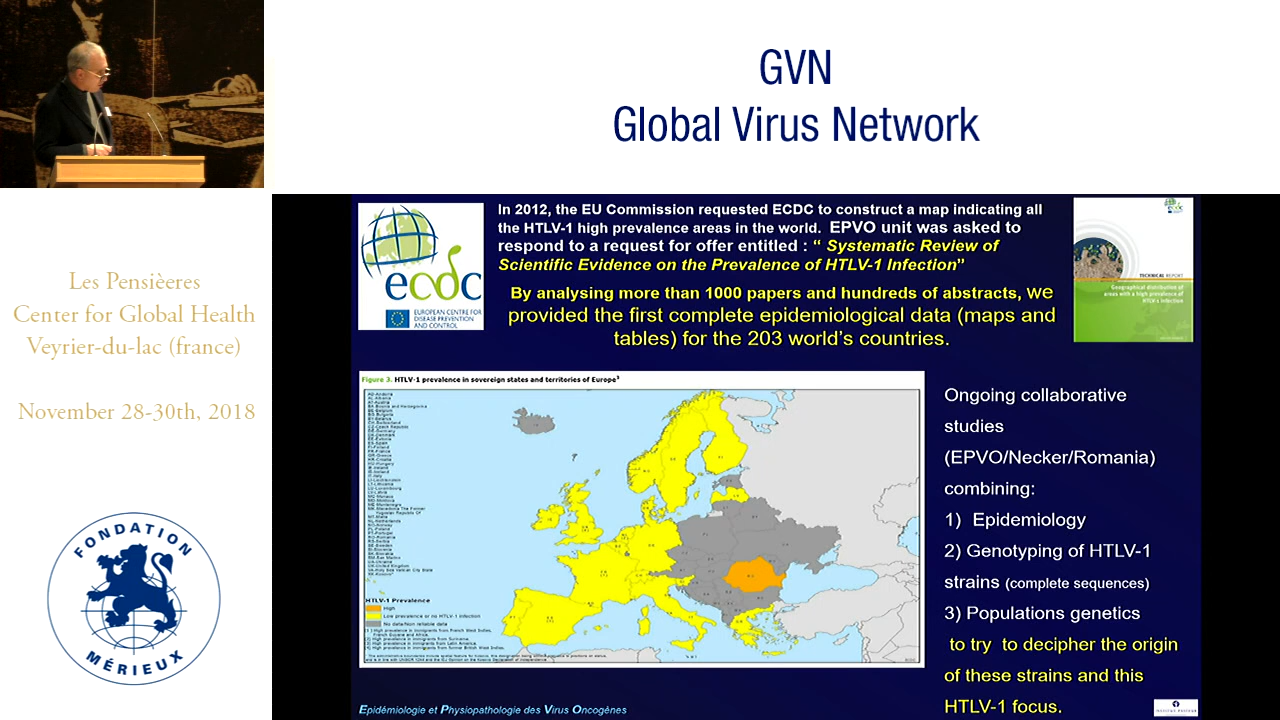 GVN
Global Virus Network
Les Pensièeres
Center for Global Health
Veyrier-du-lac (france)
November 28-30th, 2018
FONDATION
MÉRIEUX
ecdc
EUROPEAN CENTRE FOR
DISEASE PREVENTION
AND CONTROL
In 2012, the EU Commission requested ECDC to construct a map indicating all
the HTLV-1 high prevalence areas in the world. EPVO unit was asked to
respond to a request for offer entitled : “ Systematic Review of
Scientific Evidence on the Prevalence of HTLV-1 Infection”
By analysing more than 1000 papers and hundreds of abstracts, we
provided the first complete epidemiological data (maps and
tables) for the 203 world's countries.
ecdc
TECHNICAL REPORT
Geographical distribution of
areas with a high prevalence of
HTLV-1 infection
Figure 3. HTLV-1 prevalence in sovereign states and territories of Europe¹
HTLV-1 Prevalence
High
Low prevalence or no HTLV-1 infection
No data/Non reliable data
Ongoing collaborative
studies
(EPVO/Necker/Romania)
combining:
1) Epidemiology
2) Genotyping of HTLV-1
strains (complete sequences)
3) Populations genetics
to try to decipher the origin
of these strains and this
HTLV-1 focus.
Epidémiologie et Physiopathologie des Virus Oncogènes
INSTITUT PASTEUR